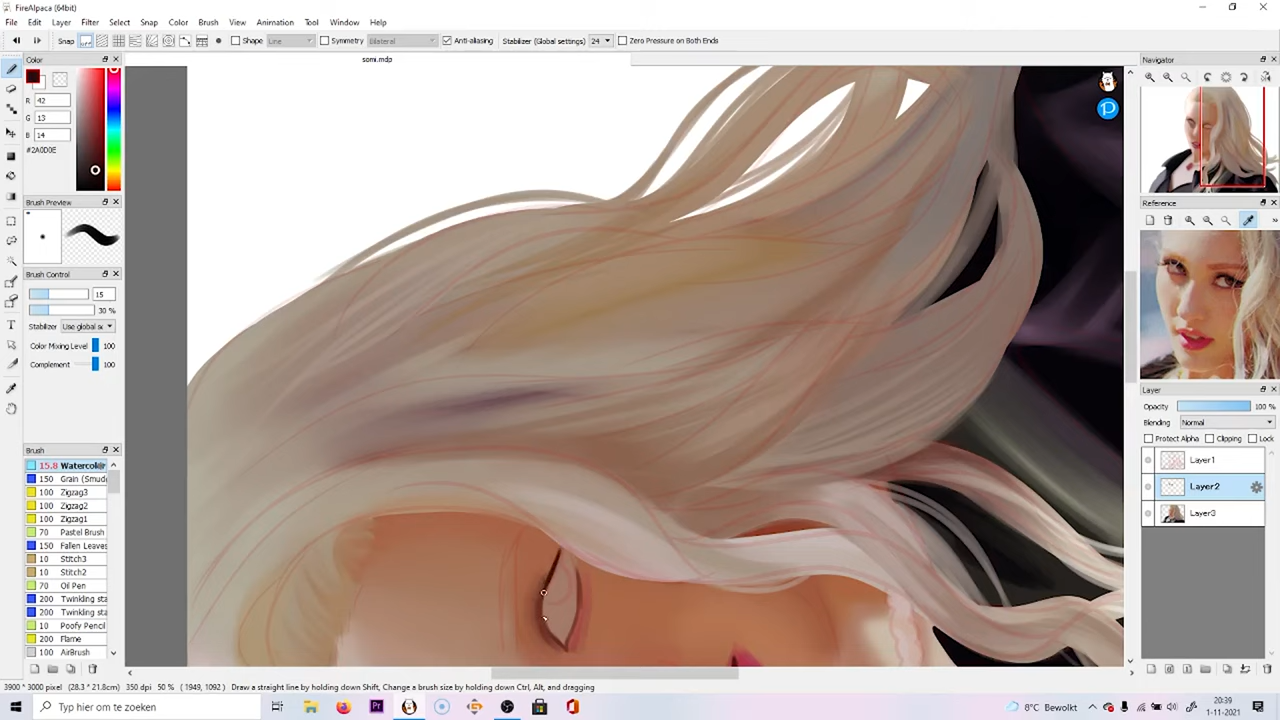 FireAlpaca (64bit)
File Edit Layer Filter Select Snap Color Brush View Animation Tool Window Help
Snap Shape Line Symmetry Bilateral Anti-aliasing Stabilizer (Global settings) 24 Zero Pressure on Both Ends
Color
somi.mdp
Navigator
R 42
G 13
B 14
#2A0D0E
Brush Preview
Reference
Brush Control
15
30 %
Stabilizer Use global s
Color Mixing Level 100
Complement 100
Layer
Opacity 100 %
Blending Normal
Protect Alpha Clipping Lock
Brush
15.8 Watercol
150 Grain (Smud
100 Zigzag3
100 Zigzag2
100 Zigzag1
70 Pastel Brush
150 Fallen Leaves
10 Stitch3
10 Stitch2
70 Oil Pen
200 Twinkling sta
200 Twinkling sta
10 Poofy Pencil
200 Flame
100 AirBrush
Layer1
Layer2
Layer3
3900 * 3000 pixel (28.3 * 21.8cm) 350 dpi 50 % ( 1949, 1092 ) Draw a straight line by holding down Shift, Change a brush size by holding down Ctrl, Alt, and dragging
Typ hier om te zoeken
8°C Bewolkt
20:39
1-11-2021